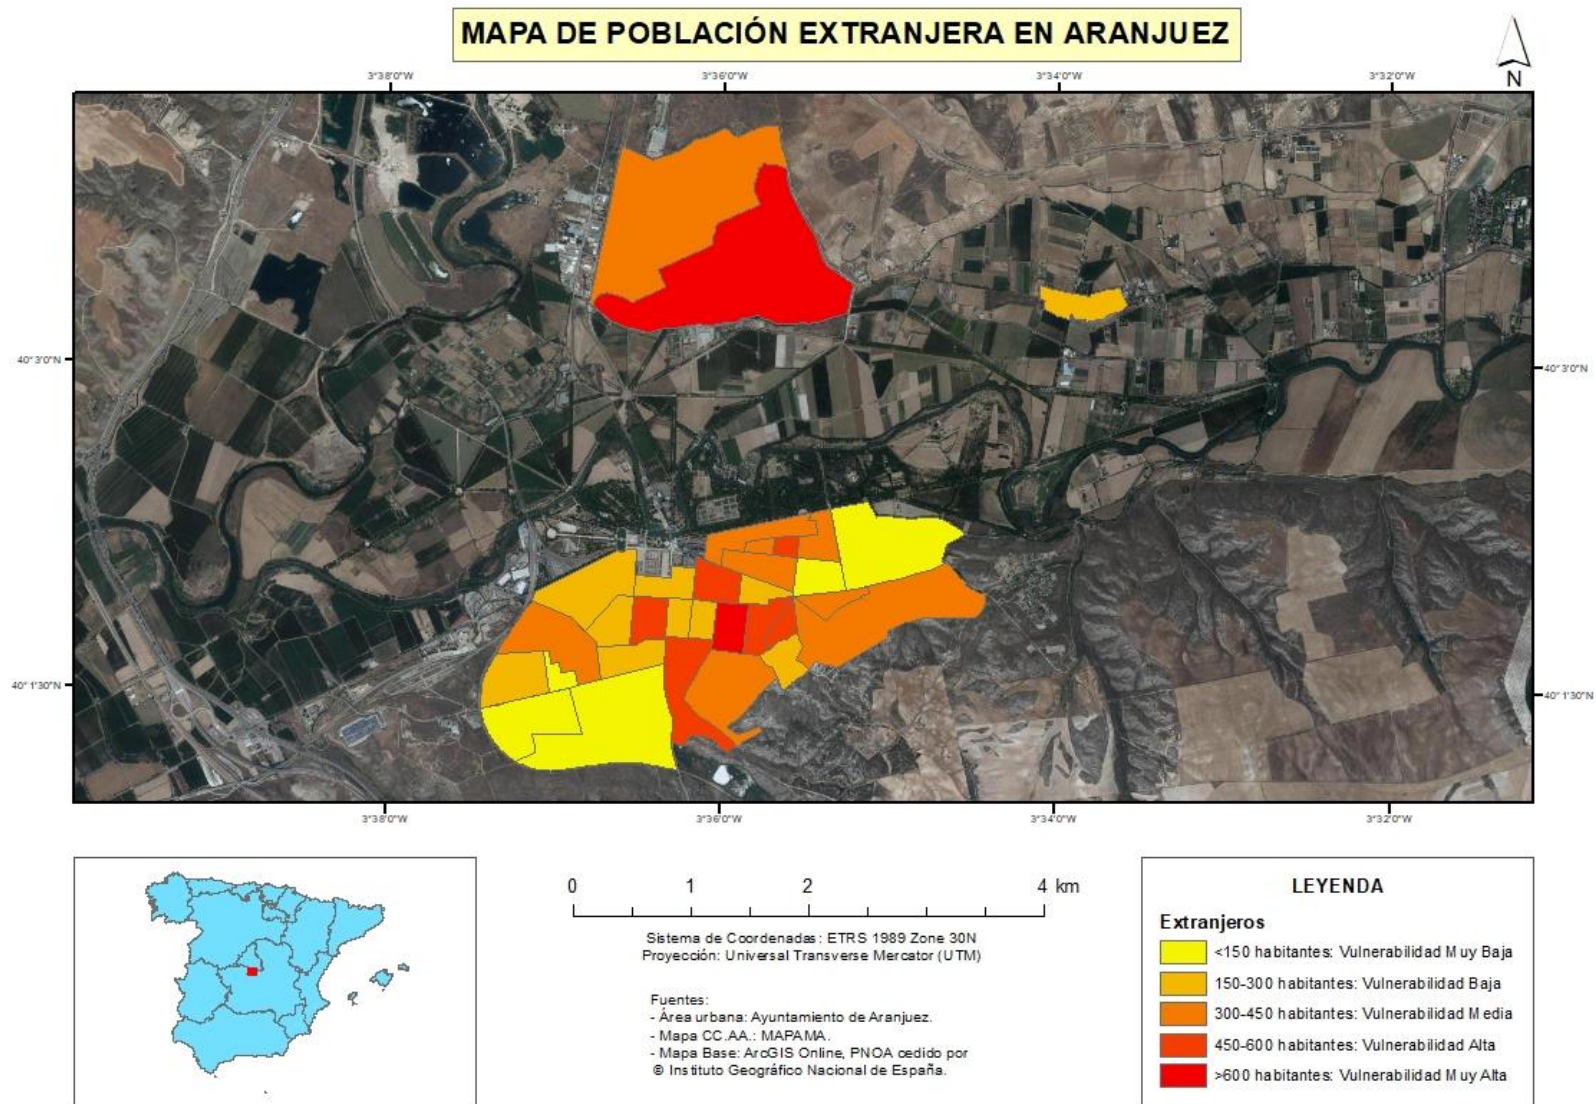 MAPA DE POBLACIÓN EXTRANJERA EN ARANJUEZ
N
3°38'0"W
3°36'0"W
3°34'0"W
3°32'0"W
40°3'0"N
40°3'0"N
40°1'30"N
40°1'30"N
3°38'0"W
3°36'0"W
3°34'0"W
3°32'0"W
0 1 2 4 km
Sistema de Coordenadas: ETRS 1989 Zone 30N
Proyección: Universal Transverse Mercator (UTM)
Fuentes:
- Área urbana: Ayuntamiento de Aranjuez.
- Mapa CC.AA.: MAPAMA.
- Mapa Base: ArcGIS Online, PNOA cedido por
© Instituto Geográfico Nacional de España.
LEYENDA
Extranjeros
<150 habitantes: Vulnerabilidad Muy Baja
150-300 habitantes: Vulnerabilidad Baja
300-450 habitantes: Vulnerabilidad Media
450-600 habitantes: Vulnerabilidad Alta
>600 habitantes: Vulnerabilidad Muy Alta